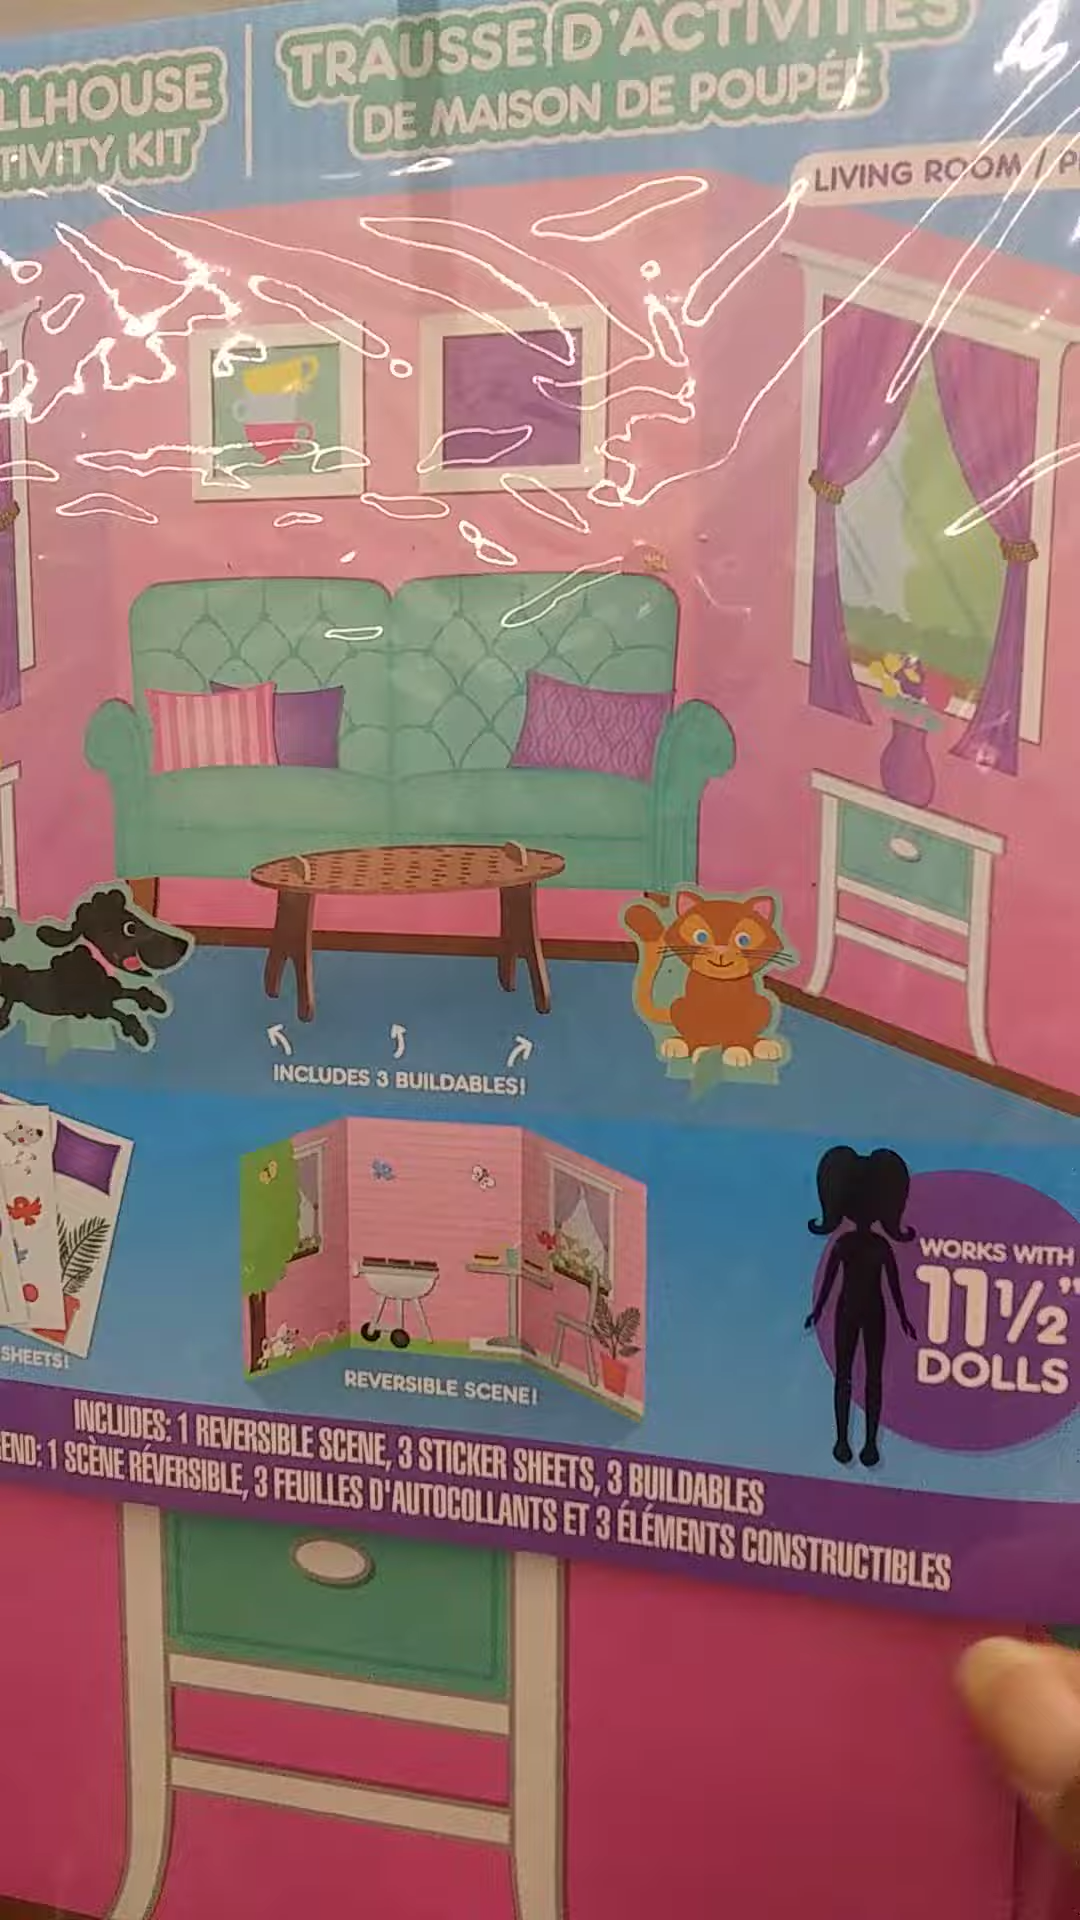 LLHOUSE
TIVITY KIT
TRAUSSE D'ACTIVITIES
DE MAISON DE POUPÉE
LIVING ROOM / P
INCLUDES 3 BUILDABLES!
SHEETS!
REVERSIBLE SCENE!
WORKS WITH
11½"
DOLLS
INCLUDES: 1 REVERSIBLE SCENE, 3 STICKER SHEETS, 3 BUILDABLES
END: 1 SCÈNE RÉVERSIBLE, 3 FEUILLES D'AUTOCOLLANTS ET 3 ÉLÉMENTS CONSTRUCTIBLES